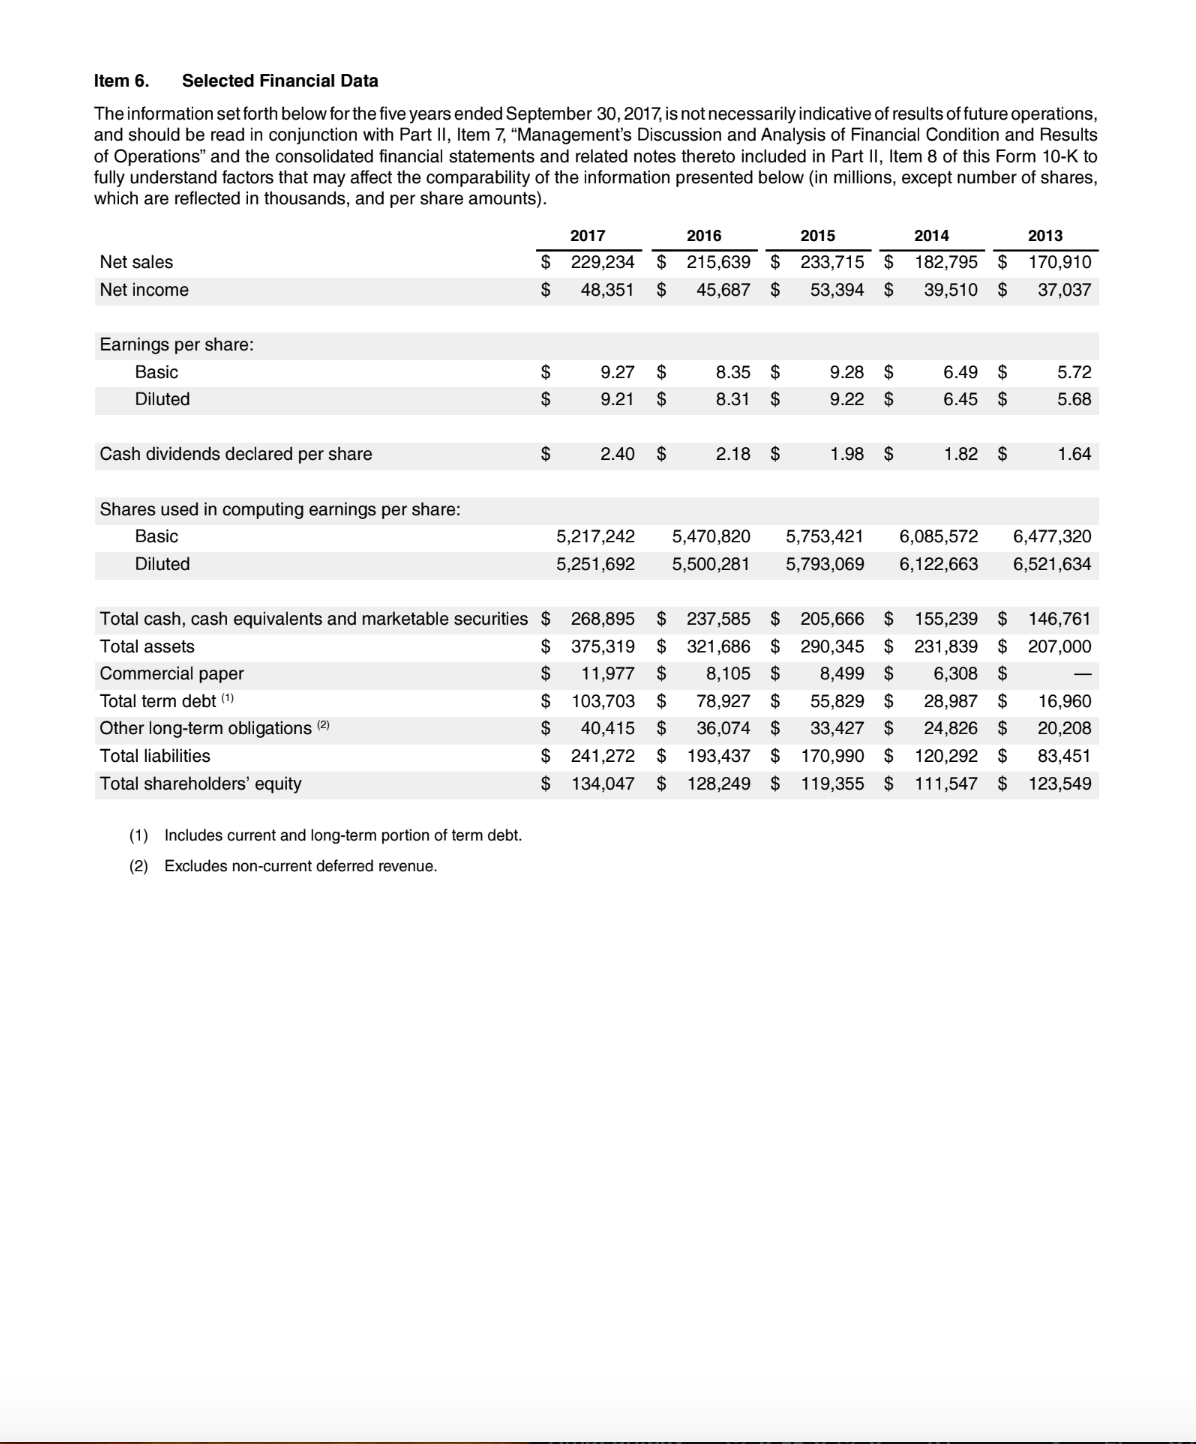 Item 6. Selected Financial Data
The information set forth below for the five years ended September 30, 2017, is not necessarily indicative of results of future operations,
and should be read in conjunction with Part II, Item 7, “Management’s Discussion and Analysis of Financial Condition and Results
of Operations” and the consolidated financial statements and related notes thereto included in Part II, Item 8 of this Form 10-K to
fully understand factors that may affect the comparability of the information presented below (in millions, except number of shares,
which are reflected in thousands, and per share amounts).
2017 2016 2015 2014 2013
Net sales $ 229,234 $ 215,639 $ 233,715 $ 182,795 $ 170,910
Net income $ 48,351 $ 45,687 $ 53,394 $ 39,510 $ 37,037
Earnings per share:
Basic $ 9.27 $ 8.35 $ 9.28 $ 6.49 $ 5.72
Diluted $ 9.21 $ 8.31 $ 9.22 $ 6.45 $ 5.68
Cash dividends declared per share $ 2.40 $ 2.18 $ 1.98 $ 1.82 $ 1.64
Shares used in computing earnings per share:
Basic 5,217,242 5,470,820 5,753,421 6,085,572 6,477,320
Diluted 5,251,692 5,500,281 5,793,069 6,122,663 6,521,634
Total cash, cash equivalents and marketable securities $ 268,895 $ 237,585 $ 205,666 $ 155,239 $ 146,761
Total assets $ 375,319 $ 321,686 $ 290,345 $ 231,839 $ 207,000
Commercial paper $ 11,977 $ 8,105 $ 8,499 $ 6,308 $ —
Total term debt (1) $ 103,703 $ 78,927 $ 55,829 $ 28,987 $ 16,960
Other long-term obligations (2) $ 40,415 $ 36,074 $ 33,427 $ 24,826 $ 20,208
Total liabilities $ 241,272 $ 193,437 $ 170,990 $ 120,292 $ 83,451
Total shareholders’ equity $ 134,047 $ 128,249 $ 119,355 $ 111,547 $ 123,549
(1) Includes current and long-term portion of term debt.
(2) Excludes non-current deferred revenue.